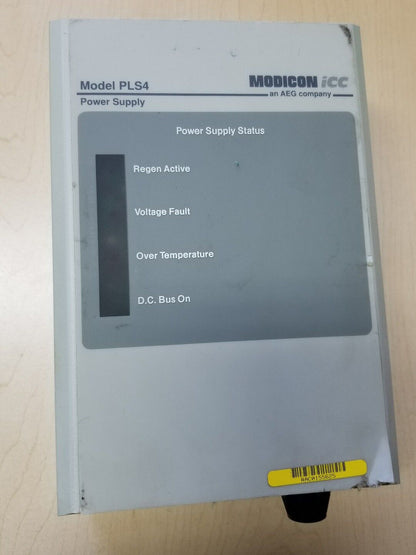 Model PLS4
MODICON icc
an AEG company
Power Supply
Power Supply Status
Regen Active
Voltage Fault
Over Temperature
D.C. Bus On